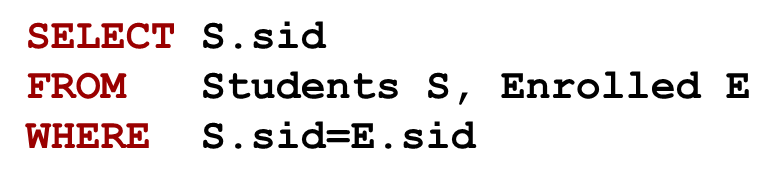 SELECT S.sid
FROM Students S, Enrolled E
WHERE S.sid=E.sid